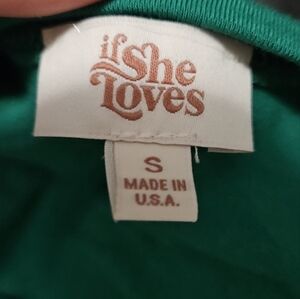 if She
Loves
S
MADE IN
U.S.A.